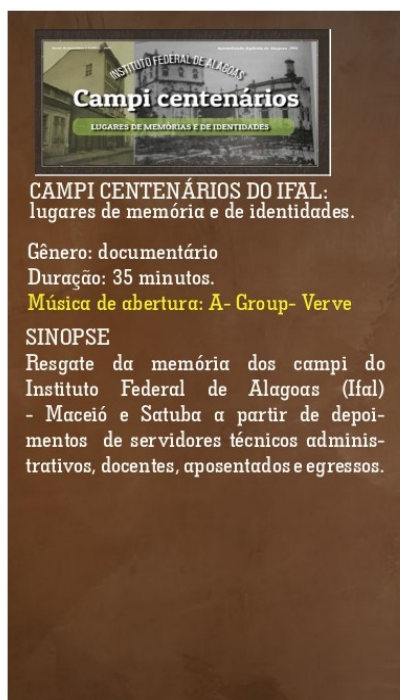 INSTITUTO FEDERAL DE ALAGOAS
Campi centenários
LUGARES DE MEMÓRIAS E DE IDENTIDADES
CAMPI CENTENÁRIOS DO IFAL:
lugares de memória e de identidades.
Gênero: documentário
Duração: 35 minutos.
Música de abertura: A- Group- Verve
SINOPSE
Resgate da memória dos campi do
Instituto Federal de Alagoas (Ifal)
- Maceió e Satuba a partir de depoi-
mentos de servidores técnicos adminis-
trativos, docentes, aposentados e egressos.